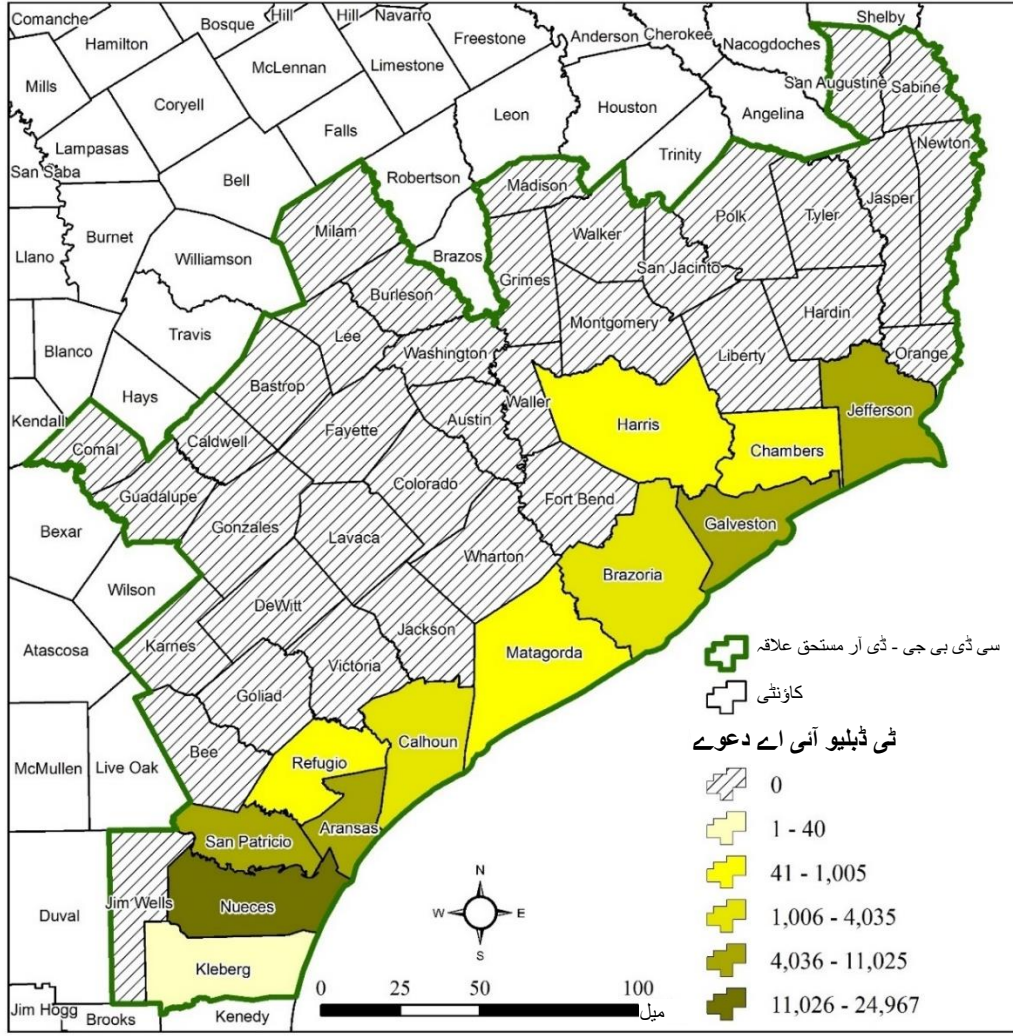 Comanche
Bosque
Hill
Hill
Navarro
Freestone
Anderson
Cherokee
Nacogdoches
Shelby
Hamilton
McLennan
Limestone
San Augustine
Sabine
Mills
Coryell
Leon
Houston
Angelina
Falls
Lampasas
Trinity
Newton
San Saba
Bell
Robertson
Madison
Jasper
Polk
Tyler
Milam
Walker
Burnet
Llano
Williamson
Brazos
San Jacinto
Grimes
Burleson
Hardin
Montgomery
Travis
Lee
Washington
Liberty
Orange
Blanco
Bastrop
Hays
Waller
Austin
Jefferson
Kendall
Fayette
Harris
Caldwell
Comal
Chambers
Colorado
Guadalupe
Fort Bend
Gonzales
Galveston
Bexar
Lavaca
Wharton
Brazoria
Wilson
DeWitt
Jackson
Karnes
Atascosa
Matagorda
Victoria
Goliad
Calhoun
Bee
Refugio
McMullen
Live Oak
Aransas
San Patricio
Duval
Jim Wells
Nueces
Kleberg
Jim Hogg
Brooks
Kenedy
سی ڈی بی جی - ڈی آر مستحق علاقہ
کاؤنٹی
ٹی ڈبلیو آئی اے دعوے
0
1 - 40
41 - 1,005
1,006 - 4,035
4,036 - 11,025
11,026 - 24,967
N
W E
S
0 25 50 100
میل